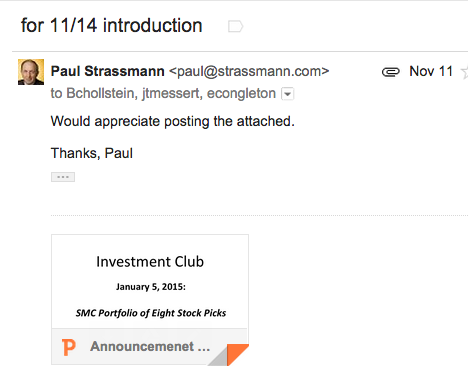 for 11/14 introduction
Paul Strassmann <paul@strassmann.com> Nov 11
to Bchollstein, jtmessert, econgleton
Would appreciate posting the attached.
Thanks, Paul
Investment Club
January 5, 2015:
SMC Portfolio of Eight Stock Picks
P Announcemenet ...